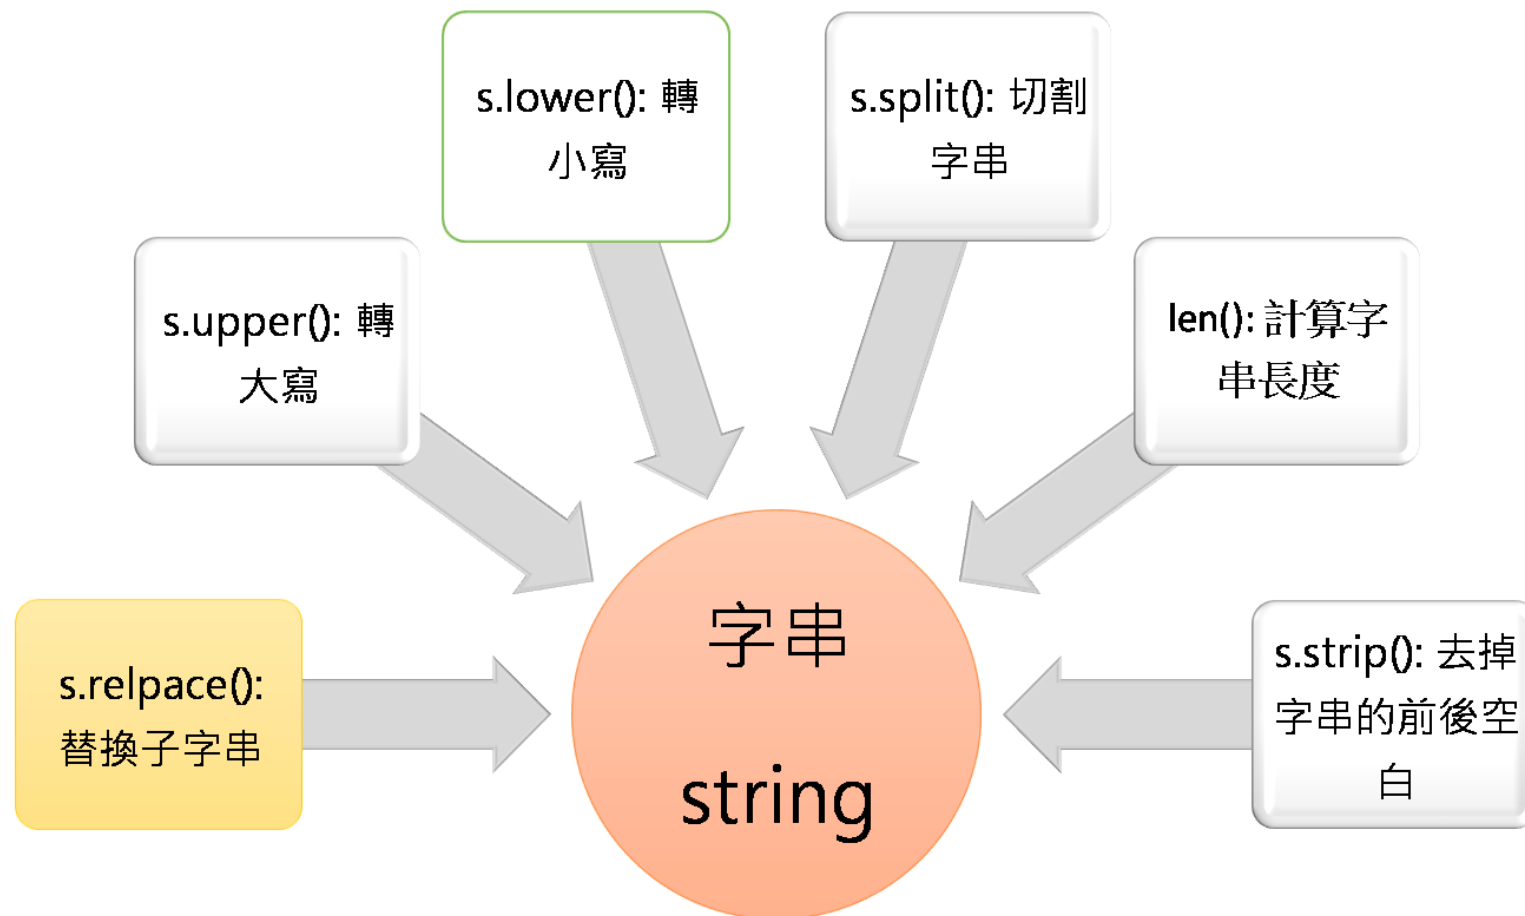 s.lower(): 轉
小寫
s.split(): 切割
字串
s.upper(): 轉
大寫
len(): 計算字
串長度
s.relpace():
替換子字串
字串
string
s.strip(): 去掉
字串的前後空
白